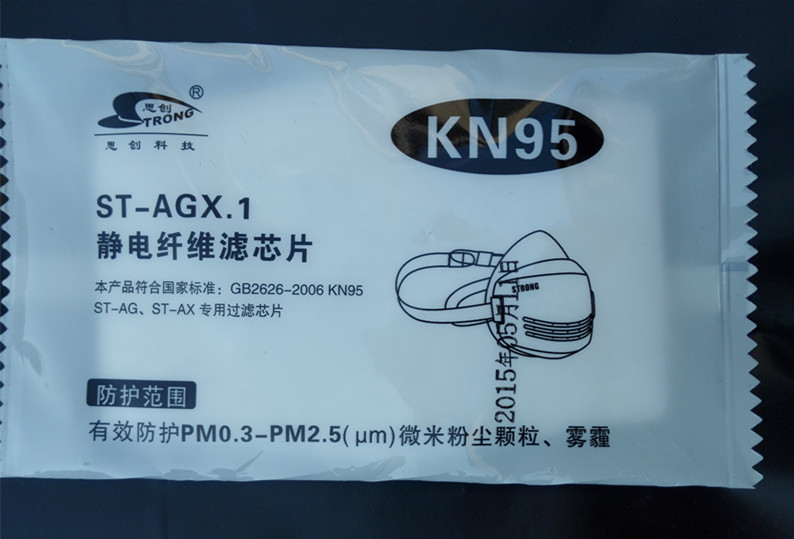 思创
STRONG
®
思创科技
KN95
ST-AGX.1
静电纤维滤芯片
本产品符合国家标准：GB2626-2006 KN95
ST-AG、ST-AX 专用过滤芯片
STRONG
2015年05月11日
防护范围
有效防护PM0.3-PM2.5(μm)微米粉尘颗粒、雾霾